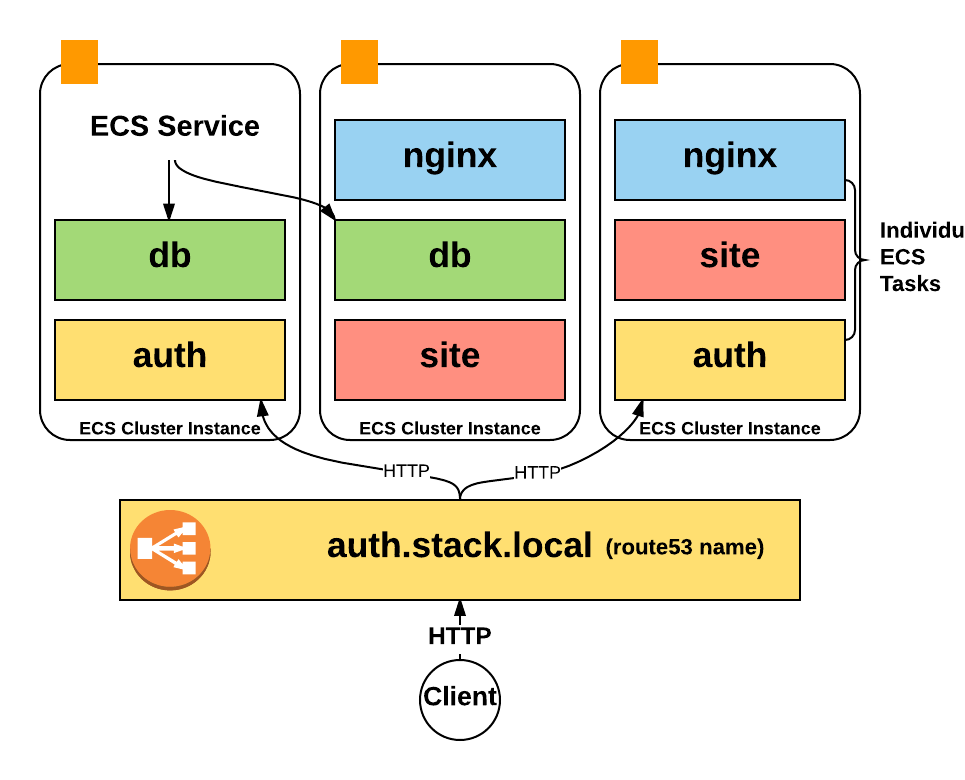 ECS Service
db
auth
ECS Cluster Instance
nginx
db
site
ECS Cluster Instance
nginx
site
auth
ECS Cluster Instance
Individu
ECS
Tasks
HTTP
HTTP
auth.stack.local (route53 name)
HTTP
Client